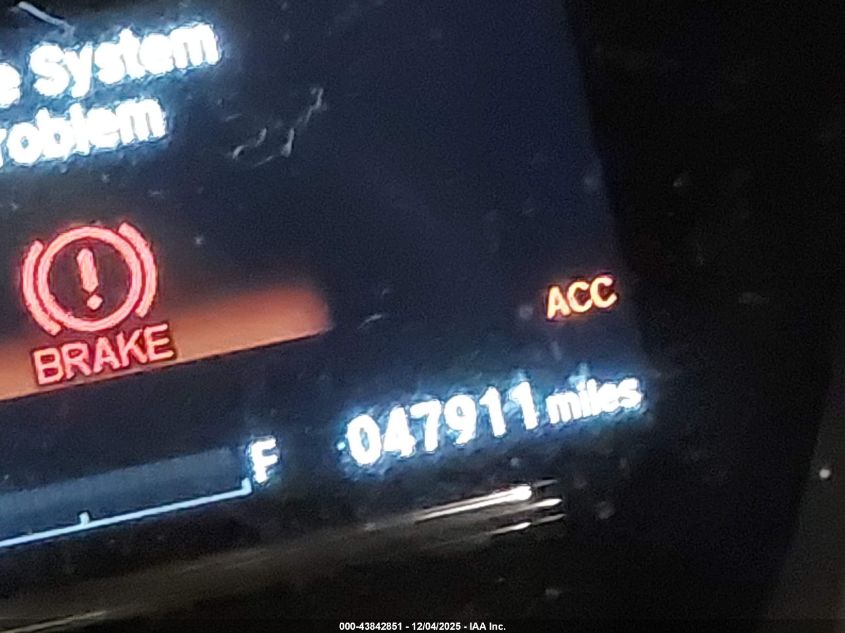 e System
roblem
BRAKE
ACC
047911 miles
F
000-43842851 - 12/04/2025 - IAA Inc.